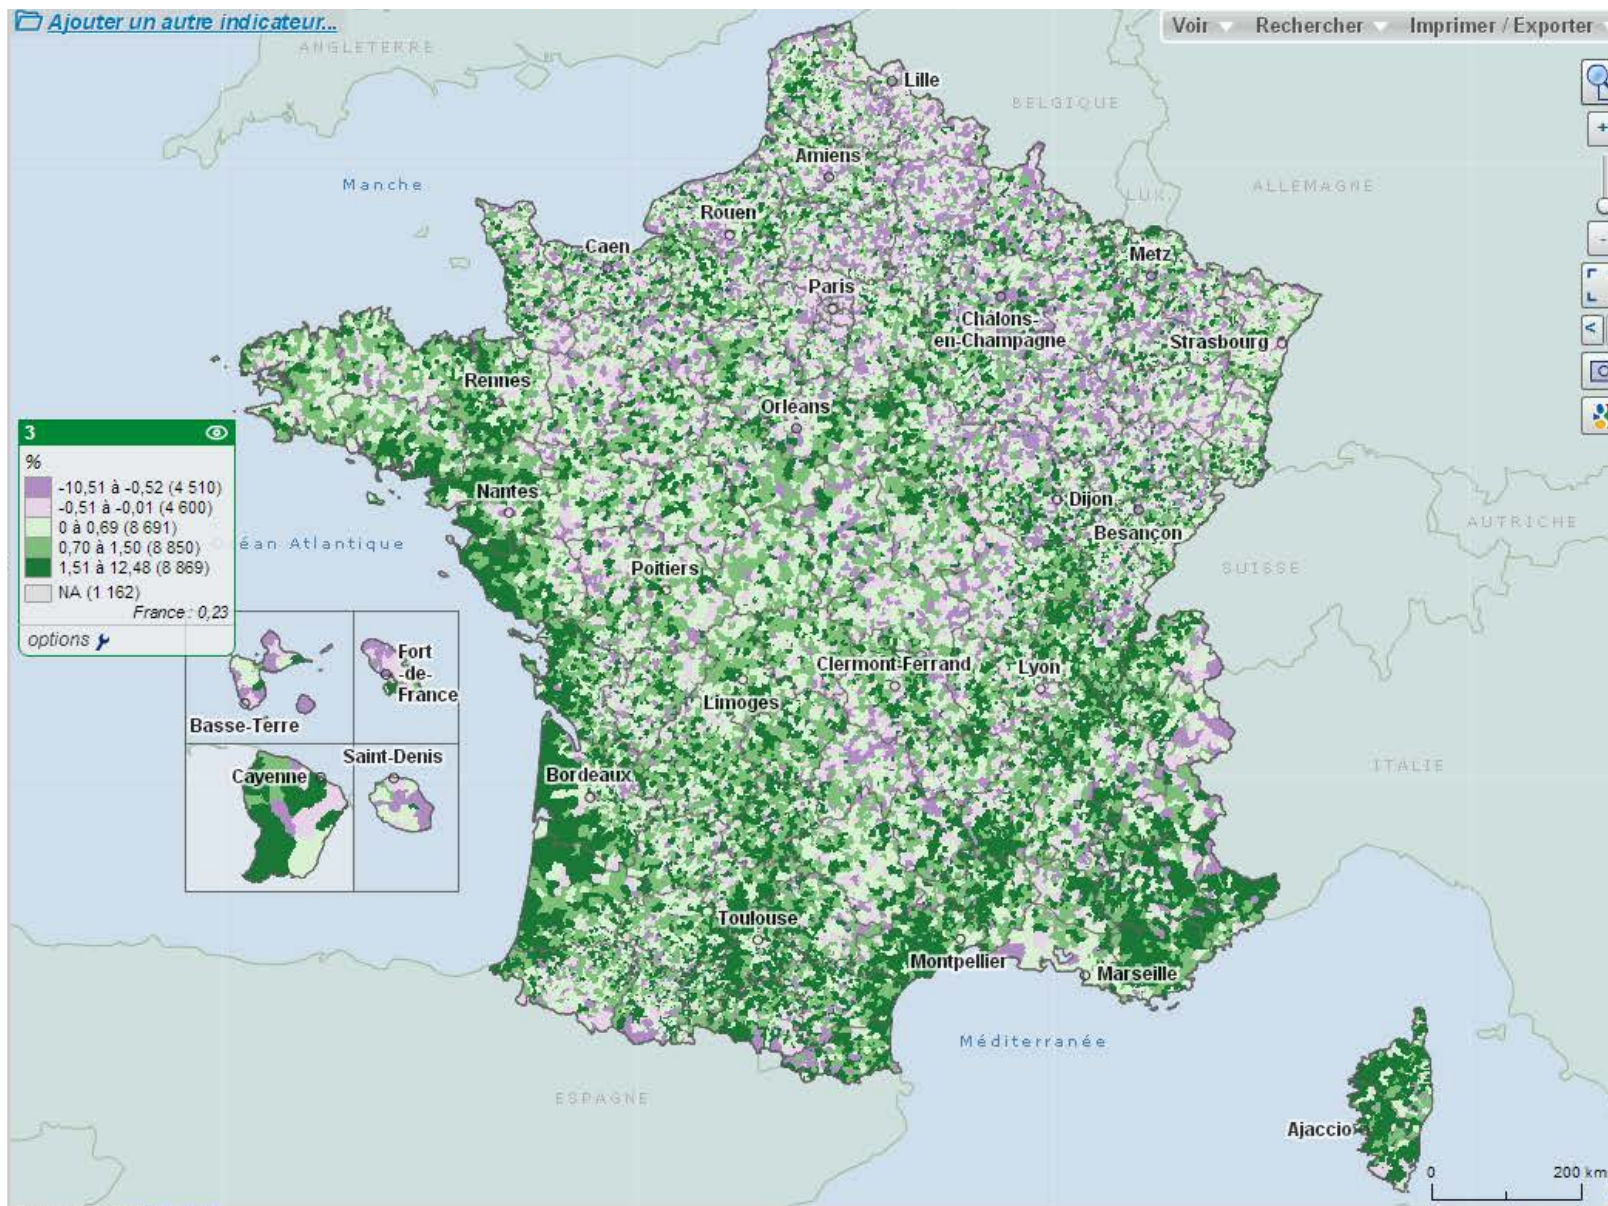 Ajouter un autre indicateur...
Voir Rechercher Imprimer / Exporter
ANGLETERRE
Lille
BELGIQUE
Amiens
Manche
LUX.
ALLEMAGNE
Rouen
Caen
Metz
Paris
Châlons-
en-Champagne
Strasbourg
Rennes
Orléans
3
%
-10,51 à -0,52 (4 510)
-0,51 à -0,01 (4 600)
0 à 0,69 (8 691)
0,70 à 1,50 (8 850)
1,51 à 12,48 (8 869)
NA (1 162)
France : 0,23
options
Nantes
Dijon
Besançon
AUTRICHE
éan Atlantique
Poitiers
SUISSE
Fort
-de-
France
Clermont-Ferrand
Lyon
Limoges
Basse-Terre
Saint-Denis
Cayenne
Bordeaux
ITALIE
Toulouse
Montpellier
Marseille
Méditerranée
ESPAGNE
Ajaccio
0 200 km